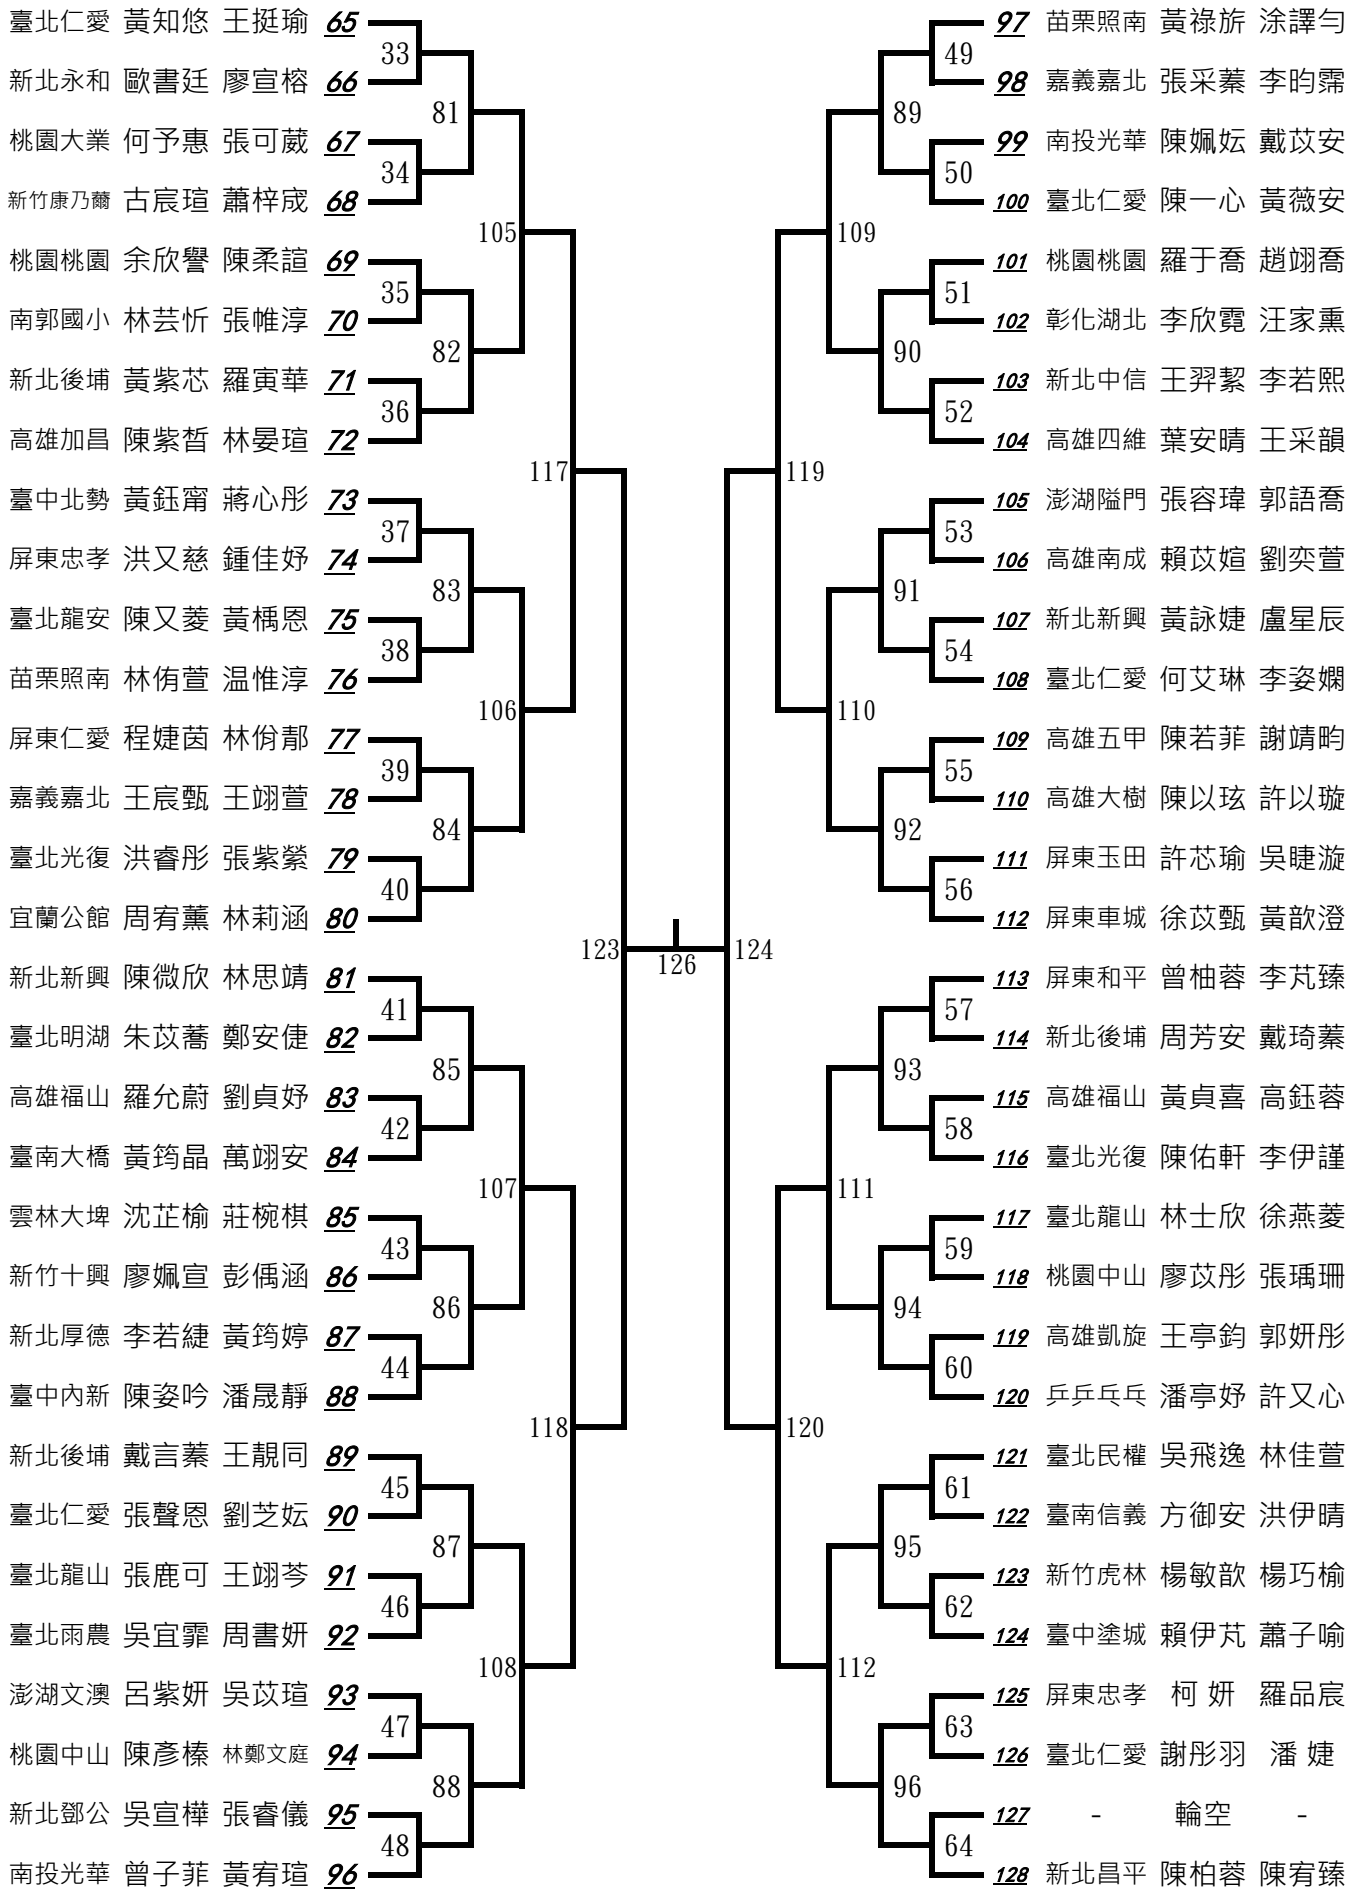 臺北仁愛 黃知悠 王挺瑜 65
33
新北永和 歐書廷 廖宣榕 66
81
桃園大業 何予惠 張可葳 67
34
新竹康乃薾 古宸瑄 蕭梓宬 68
105
桃園桃園 余欣譽 陳柔諠 69
35
南郭國小 林芸忻 張帷淳 70
82
新北後埔 黃紫芯 羅寅華 71
36
高雄加昌 陳紫晳 林晏瑄 72
117
臺中北勢 黃鈺甯 蔣心彤 73
37
屏東忠孝 洪又慈 鍾佳妤 74
83
臺北龍安 陳又菱 黃楀恩 75
38
苗栗照南 林侑萱 温惟淳 76
106
屏東仁愛 程婕茵 林佾鄁 77
39
嘉義嘉北 王宸甄 王翊萱 78
84
臺北光復 洪睿彤 張紫縈 79
40
宜蘭公館 周宥薰 林莉涵 80
123
新北新興 陳微欣 林思靖 81
41
臺北明湖 朱苡蕎 鄭安倢 82
85
高雄福山 羅允蔚 劉貞妤 83
42
臺南大橋 黃筠晶 萬翊安 84
107
雲林大埤 沈芷榆 莊椀棋 85
43
新竹十興 廖姵宣 彭偊涵 86
86
新北厚德 李若緁 黃筠婷 87
44
臺中內新 陳姿吟 潘晟靜 88
118
新北後埔 戴言蓁 王靚同 89
45
臺北仁愛 張聲恩 劉芝妘 90
87
臺北龍山 張鹿可 王翊芩 91
46
臺北雨農 吳宜霏 周書妍 92
108
澎湖文澳 呂紫妍 吳苡瑄 93
47
桃園中山 陳彥榛 林鄭文庭 94
88
新北鄧公 吳宣樺 張睿儀 95
48
南投光華 曾子菲 黃宥瑄 96
126
97 苗栗照南 黃祿旂 涂譯勻
49
98 嘉義嘉北 張采蓁 李昀霈
89
99 南投光華 陳姵妘 戴苡安
50
100 臺北仁愛 陳一心 黃薇安
109
101 桃園桃園 羅于喬 趙翊喬
51
102 彰化湖北 李欣霓 汪家熏
90
103 新北中信 王羿絜 李若熙
52
104 高雄四維 葉安晴 王采韻
119
105 澎湖隘門 張容瑋 郭語喬
53
106 高雄南成 賴苡媗 劉奕萱
91
107 新北新興 黃詠婕 盧星辰
54
108 臺北仁愛 何艾琳 李姿嫻
110
109 高雄五甲 陳若菲 謝靖畇
55
110 高雄大樹 陳以玹 許以璇
92
111 屏東玉田 許芯瑜 吳睫漩
56
112 屏東車城 徐苡甄 黃歆澄
124
113 屏東和平 曾柚蓉 李芃臻
57
114 新北後埔 周芳安 戴琦蓁
93
115 高雄福山 黃貞喜 高鈺蓉
58
116 臺北光復 陳佑軒 李伊謹
111
117 臺北龍山 林士欣 徐燕菱
59
118 桃園中山 廖苡彤 張瑀珊
94
119 高雄凱旋 王亭鈞 郭妍彤
60
120 乒乒乓乓 潘亭妤 許又心
120
121 臺北民權 吳飛逸 林佳萱
61
122 臺南信義 方御安 洪伊晴
95
123 新竹虎林 楊敏歆 楊巧榆
62
124 臺中塗城 賴伊芃 蕭子喻
112
125 屏東忠孝 柯 妍 羅品宸
63
126 臺北仁愛 謝彤羽 潘 婕
96
127 - 輪空 -
64
128 新北昌平 陳柏蓉 陳宥臻